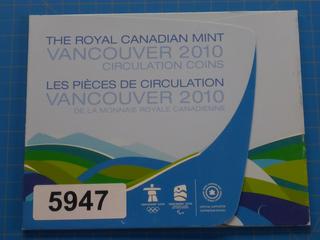 THE ROYAL CANADIAN MINT
VANCOUVER 2010
CIRCULATION COINS
LES PIÈCES DE CIRCULATION
VANCOUVER 2010
DE LA MONNAIE ROYALE CANADIENNE
5947